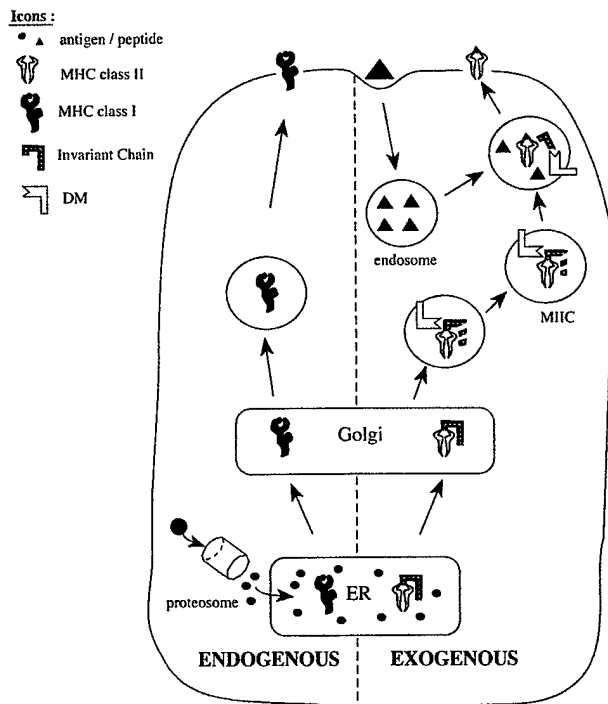 Icons :
antigen / peptide
MHC class II
MHC class I
Invariant Chain
DM
endosome
MIIC
Golgi
proteosome
ER
ENDOGENOUS
EXOGENOUS